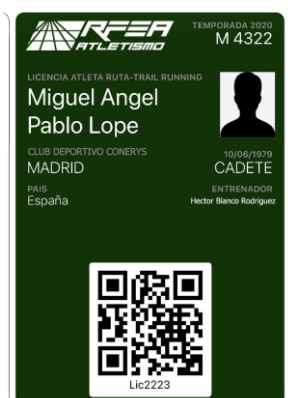 RFEA
ATLETISMO
TEMPORADA 2020
M 4322
LICENCIA ATLETA RUTA-TRAIL RUNNING
Miguel Angel
Pablo Lope
CLUB DEPORTIVO CONERYS
MADRID
10/06/1979
CADETE
PAIS
España
ENTRENADOR
Hector Blanco Rodriguez
Lic2223